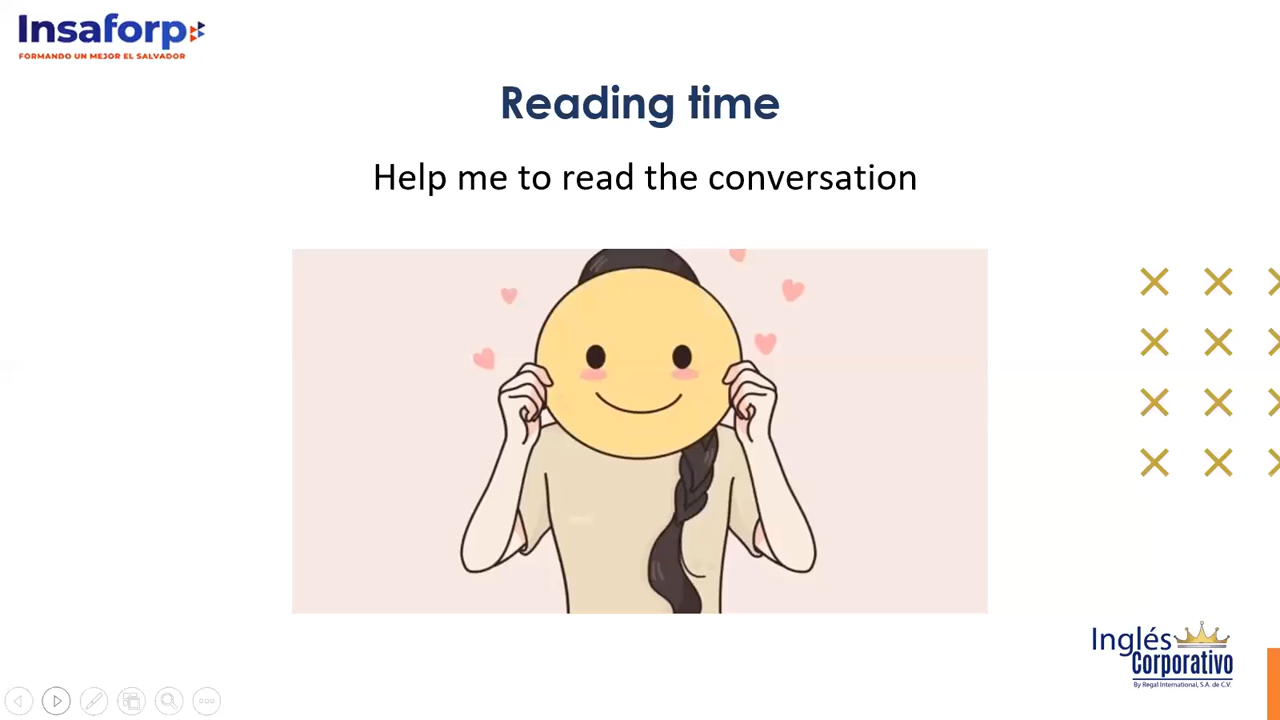 Insaforp
FORMANDO UN MEJOR EL SALVADOR
Reading time
Help me to read the conversation
Inglés
Corporativo
By Regal International, S.A. de C.V.